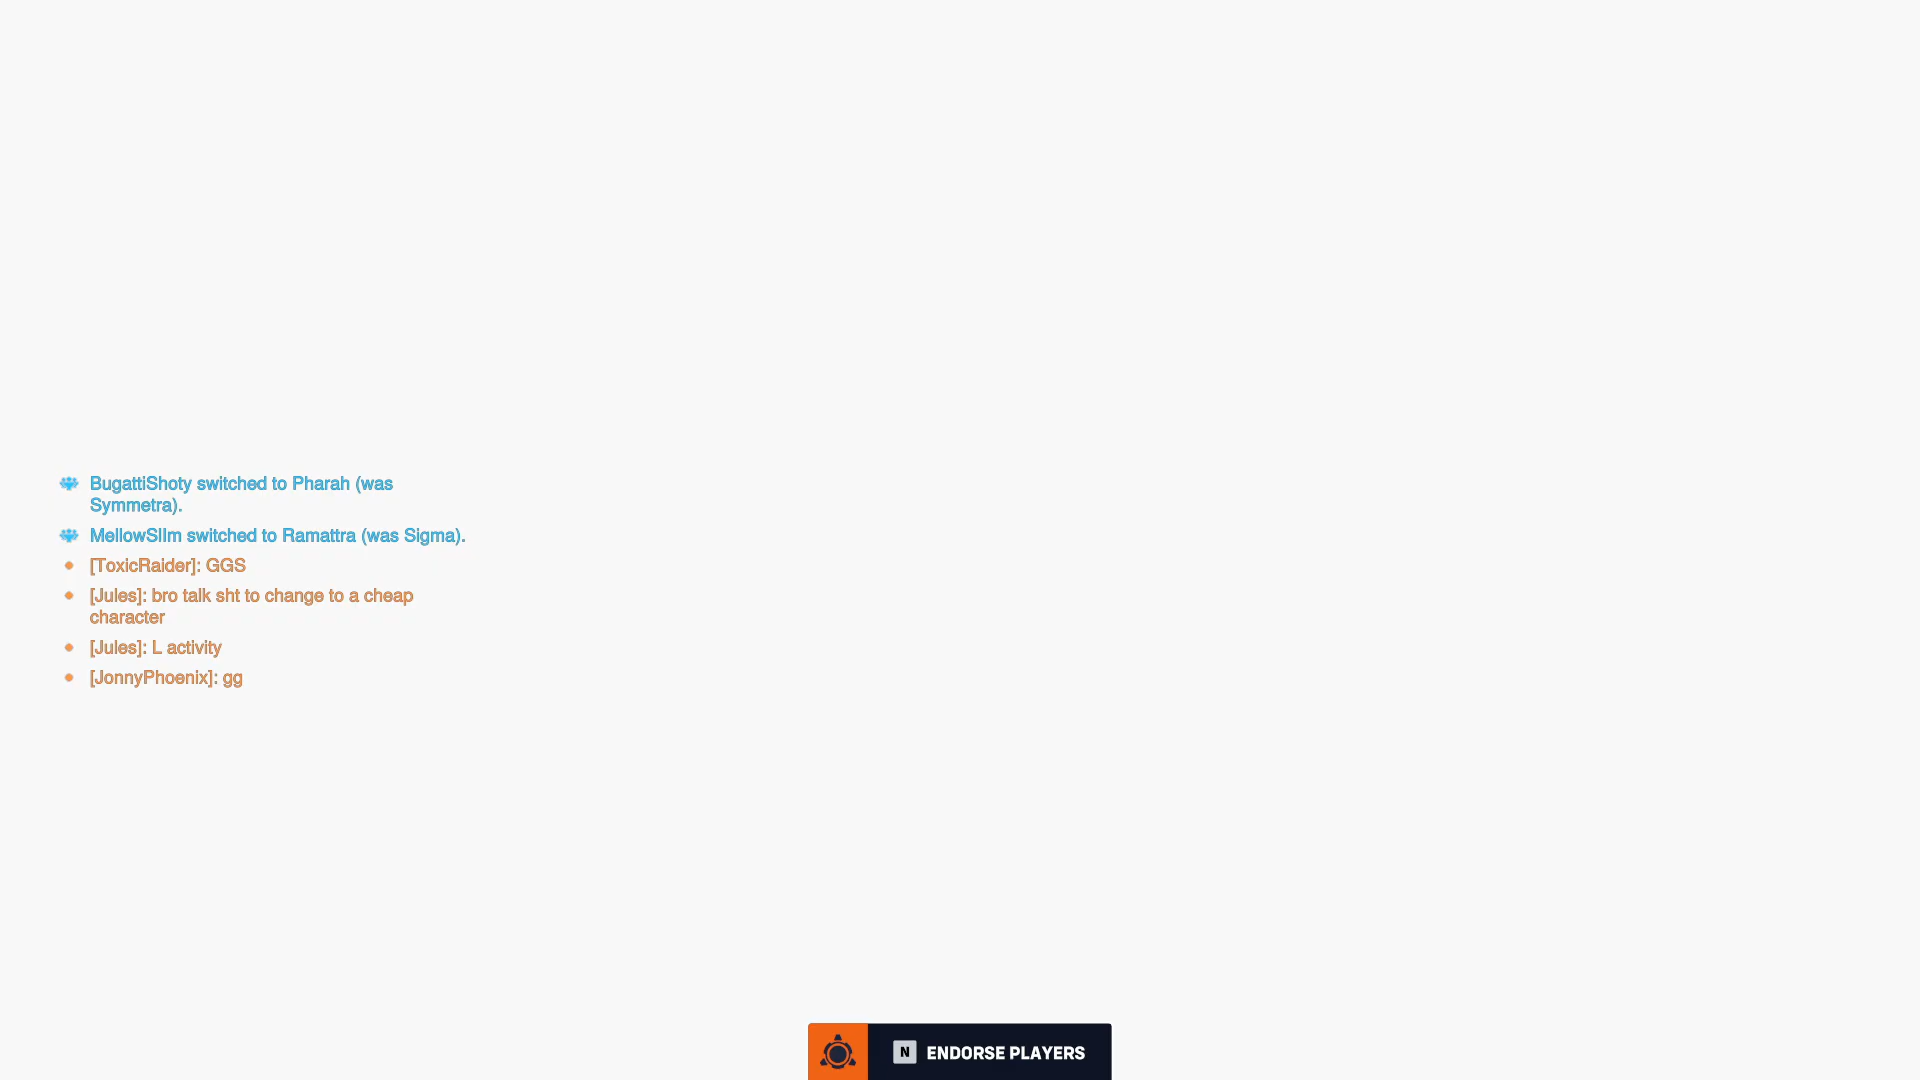 BugattiShoty switched to Pharah (was
Symmetra).
MellowSlIm switched to Ramattra (was Sigma).
[ToxicRaider]: GGS
[Jules]: bro talk sht to change to a cheap
character
[Jules]: L activity
[JonnyPhoenix]: gg
N ENDORSE PLAYERS